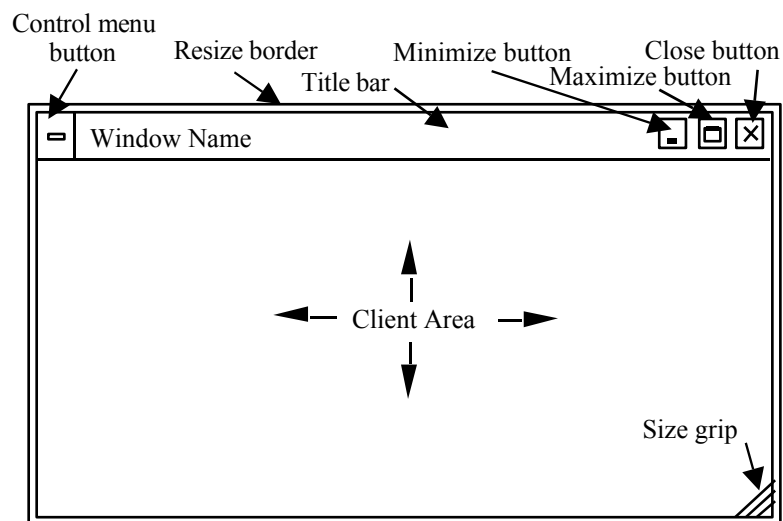 Control menu
button
Resize border
Title bar
Minimize button
Maximize button
Close button
Window Name
Client Area
Size grip